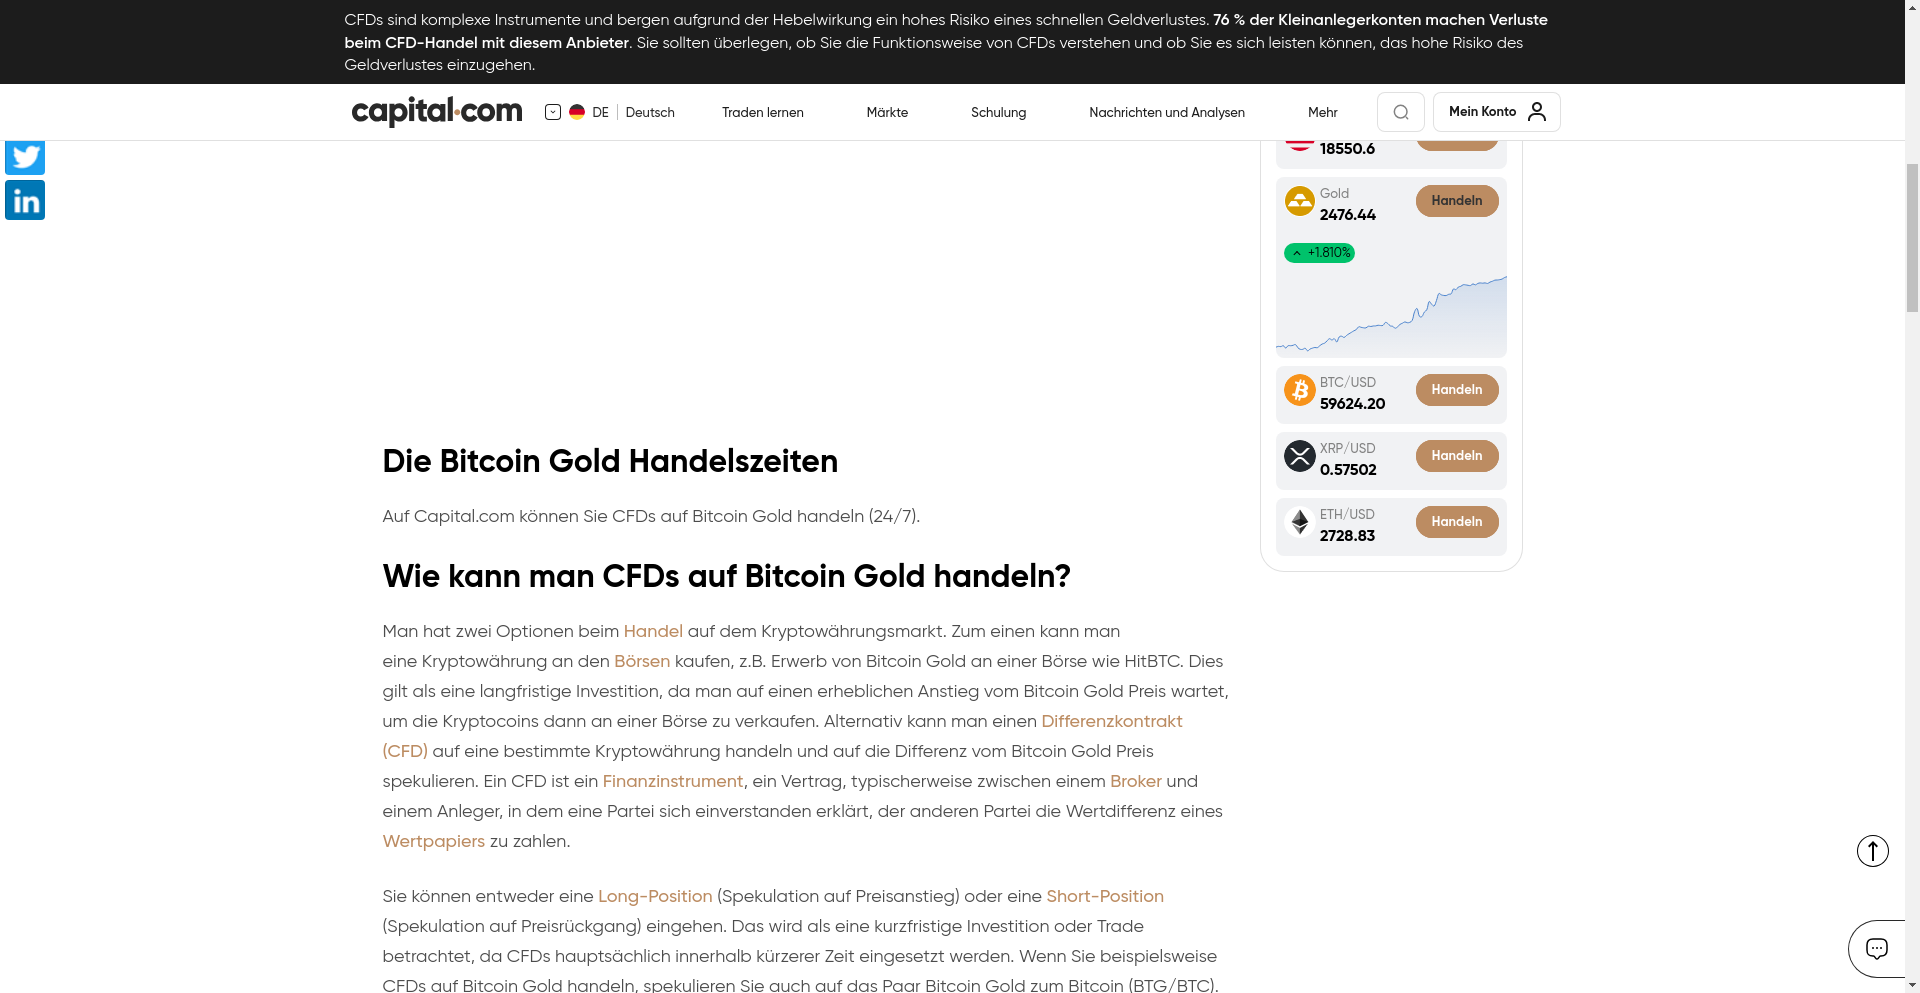 CFDs sind komplexe Instrumente und bergen aufgrund der Hebelwirkung ein hohes Risiko eines schnellen Geldverlustes. 76 % der Kleinanlegerkonten machen Verluste
beim CFD-Handel mit diesem Anbieter. Sie sollten überlegen, ob Sie die Funktionsweise von CFDs verstehen und ob Sie es sich leisten können, das hohe Risiko des
Geldverlustes einzugehen.
capital.com
DE
Deutsch
Traden lernen
Märkte
Schulung
Nachrichten und Analysen
Mehr
Mein Konto
in
18550.6
Gold
2476.44
Handeln
+1.810%
BTC/USD
59624.20
Handeln
XRP/USD
0.57502
Handeln
ETH/USD
2728.83
Handeln
Die Bitcoin Gold Handelszeiten
Auf Capital.com können Sie CFDs auf Bitcoin Gold handeln (24/7).
Wie kann man CFDs auf Bitcoin Gold handeln?
Man hat zwei Optionen beim Handel auf dem Kryptowährungsmarkt. Zum einen kann man
eine Kryptowährung an den Börsen kaufen, z.B. Erwerb von Bitcoin Gold an einer Börse wie HitBTC. Dies
gilt als eine langfristige Investition, da man auf einen erheblichen Anstieg vom Bitcoin Gold Preis wartet,
um die Kryptocoins dann an einer Börse zu verkaufen. Alternativ kann man einen Differenzkontrakt
(CFD) auf eine bestimmte Kryptowährung handeln und auf die Differenz vom Bitcoin Gold Preis
spekulieren. Ein CFD ist ein Finanzinstrument, ein Vertrag, typischerweise zwischen einem Broker und
einem Anleger, in dem eine Partei sich einverstanden erklärt, der anderen Partei die Wertdifferenz eines
Wertpapiers zu zahlen.
Sie können entweder eine Long-Position (Spekulation auf Preisanstieg) oder eine Short-Position
(Spekulation auf Preisrückgang) eingehen. Das wird als eine kurzfristige Investition oder Trade
betrachtet, da CFDs hauptsächlich innerhalb kürzerer Zeit eingesetzt werden. Wenn Sie beispielsweise
CFDs auf Bitcoin Gold handeln, spekulieren Sie auch auf das Paar Bitcoin Gold zum Bitcoin (BTG/BTC).